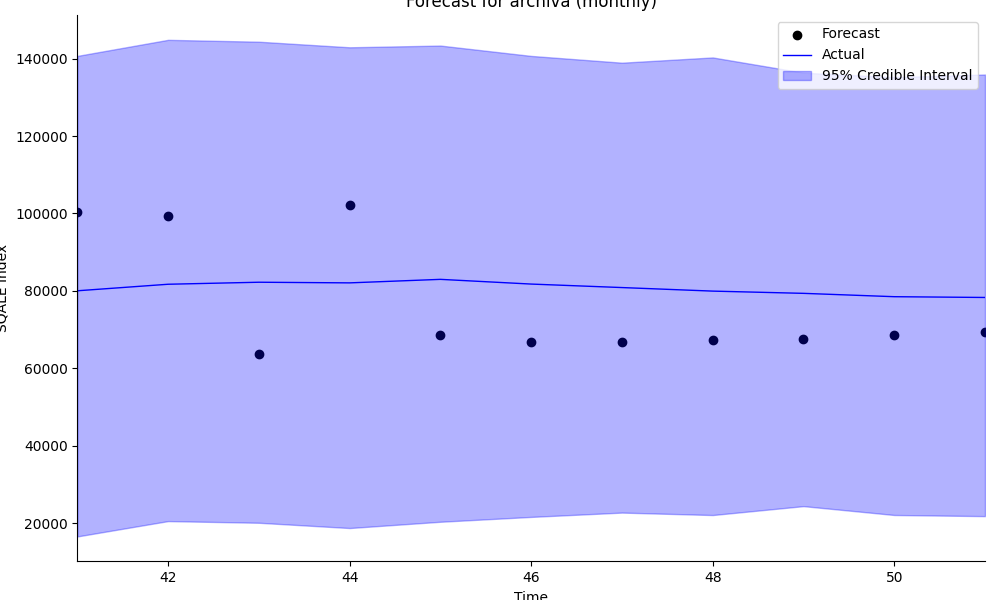 Forecast for archiva (monthly)
Forecast
Actual
95% Credible Interval
140000
120000
100000
80000
60000
40000
20000
SQALE Index
42
44
46
48
50
Time